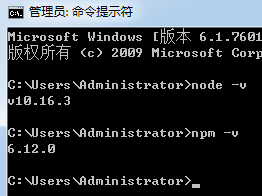 管理员: 命令提示符
Microsoft Windows [版本 6.1.7601
版权所有 (c) 2009 Microsoft Corp
C:\Users\Administrator>node -v
v10.16.3
C:\Users\Administrator>npm -v
6.12.0
C:\Users\Administrator>_